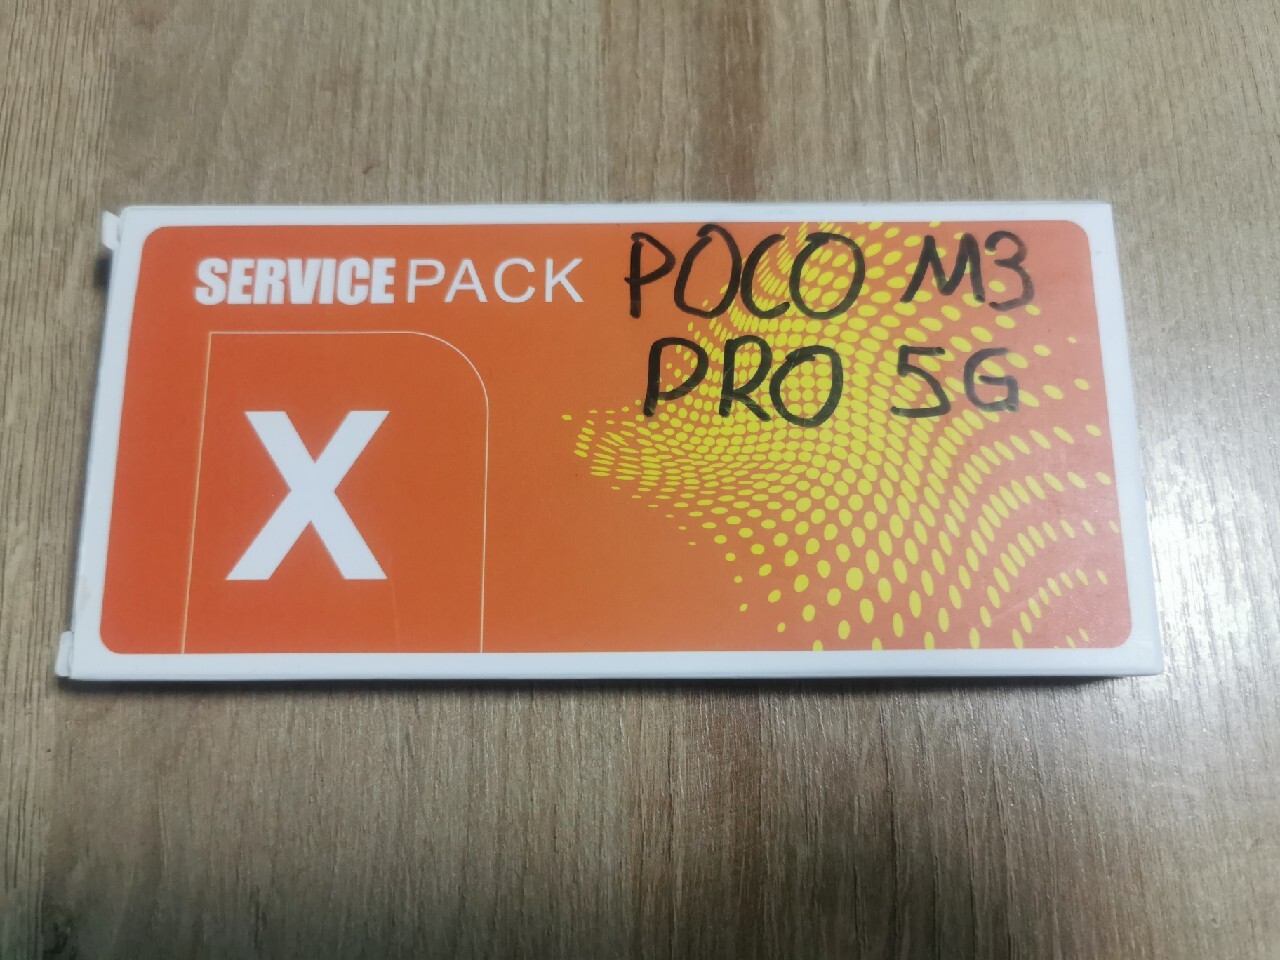 SERVICE PACK
POCO M3
PRO 5G
X